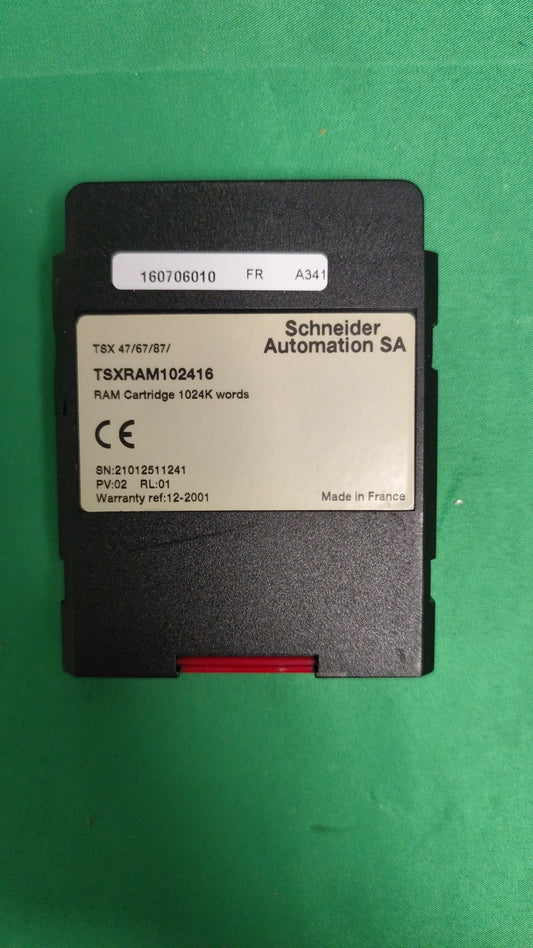 160706010 FR A341
Schneider
Automation SA
TSX 47/67/87/
TSXRAM102416
RAM Cartridge 1024K words
CE
SN:21012511241
PV:02 RL:01
Warranty ref:12-2001
Made in France